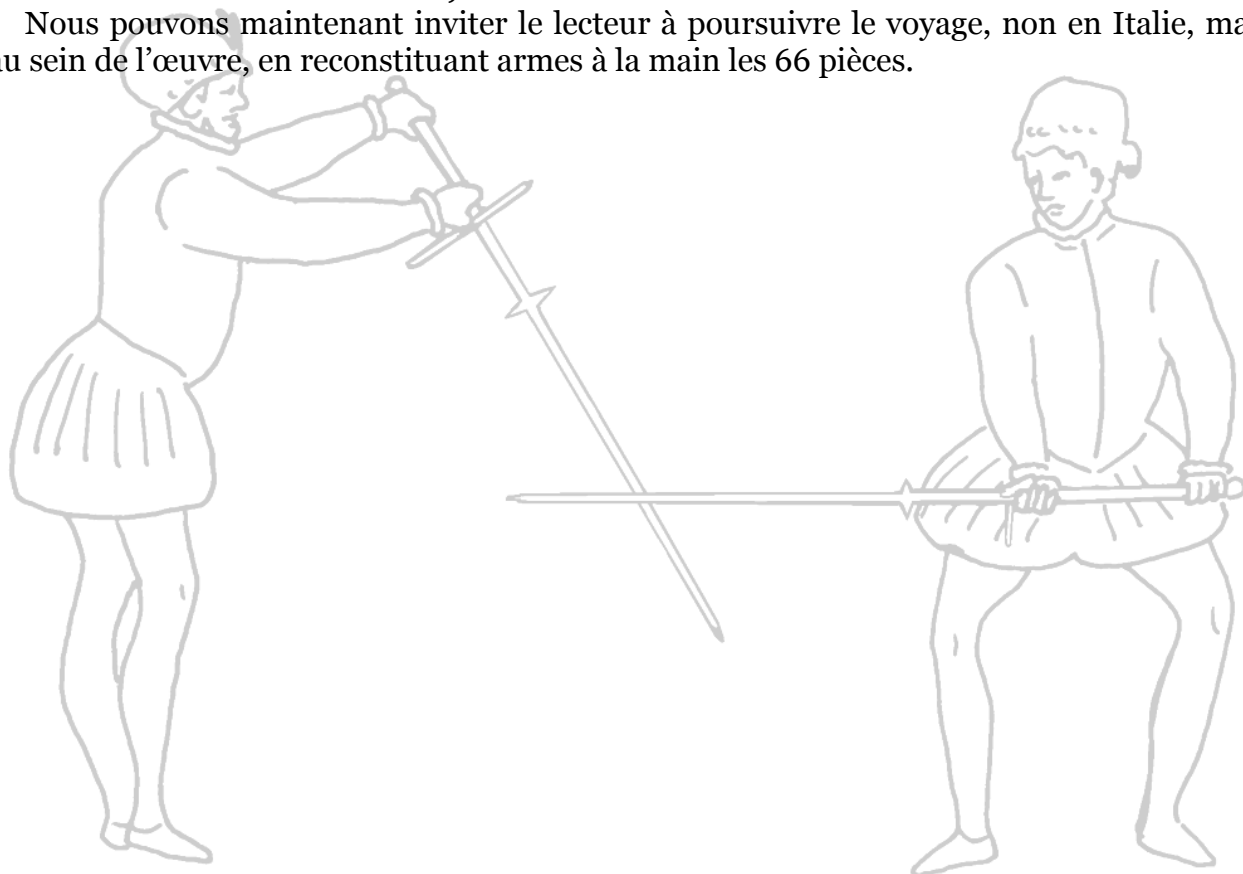 Nous pouvons maintenant inviter le lecteur à poursuivre le voyage, non en Italie, ma
au sein de l’œuvre, en reconstituant armes à la main les 66 pièces.